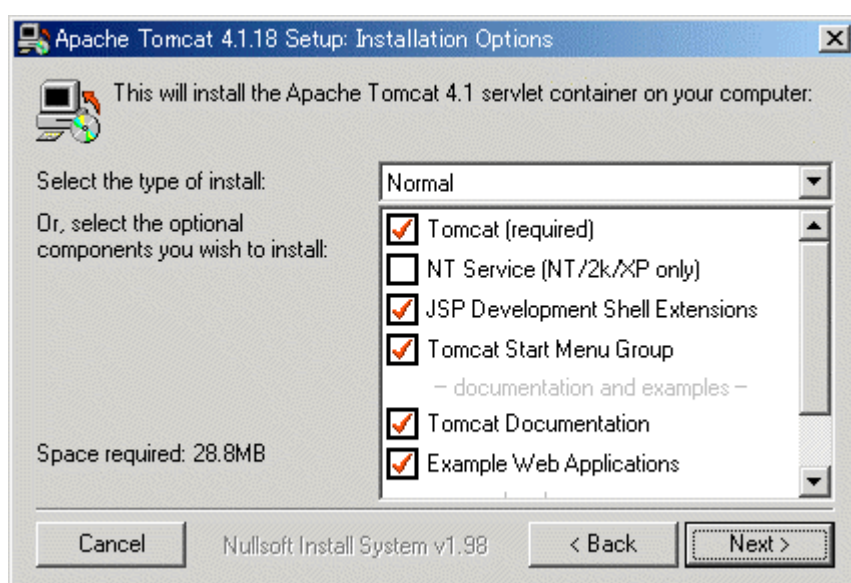 Apache Tomcat 4.1.18 Setup: Installation Options
This will install the Apache Tomcat 4.1 servlet container on your computer:
Select the type of install:
Normal
Or, select the optional
components you wish to install:
Tomcat (required)
NT Service (NT/2k/XP only)
JSP Development Shell Extensions
Tomcat Start Menu Group
– documentation and examples –
Tomcat Documentation
Example Web Applications
Space required: 28.8MB
Cancel
Nullsoft Install System v1.98
< Back
Next >